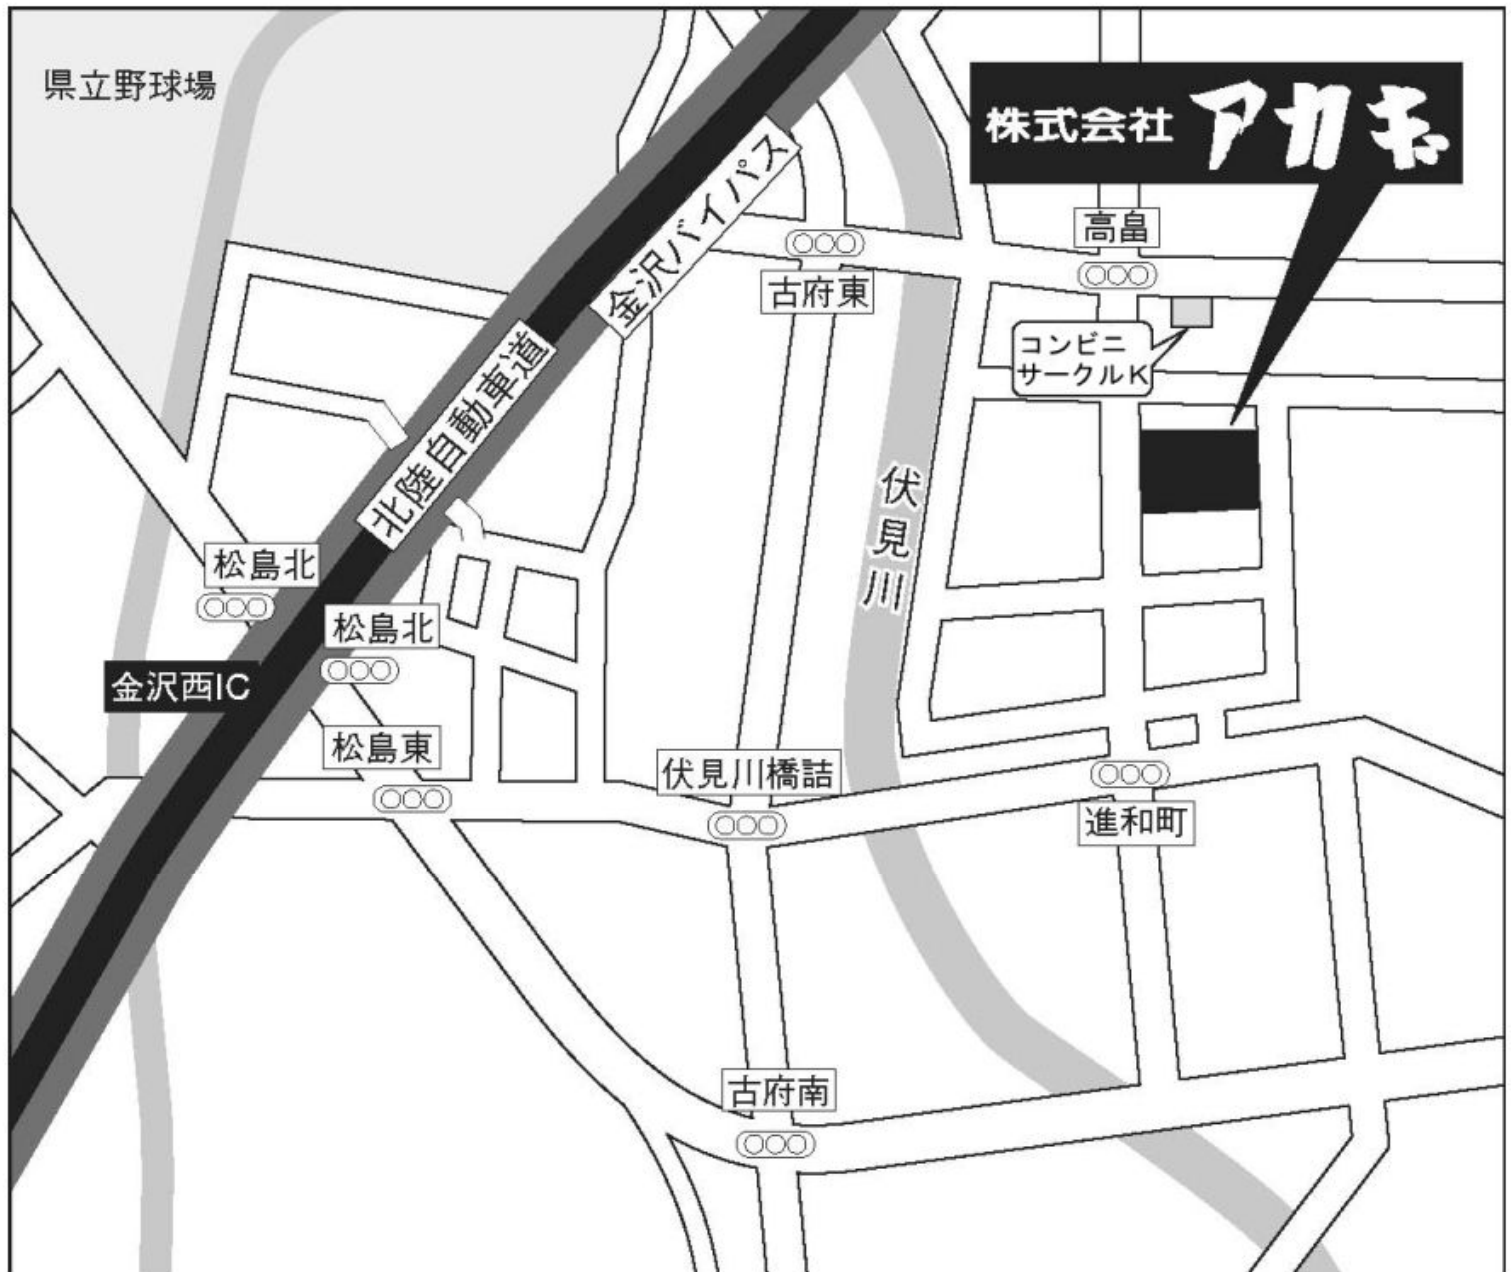 県立野球場
株式会社 アカギ
金沢バイパス
高畠
古府東
コンビニ
サークルK
北陸自動車道
伏見川
松島北
松島北
金沢西IC
松島東
伏見川橋詰
進和町
古府南